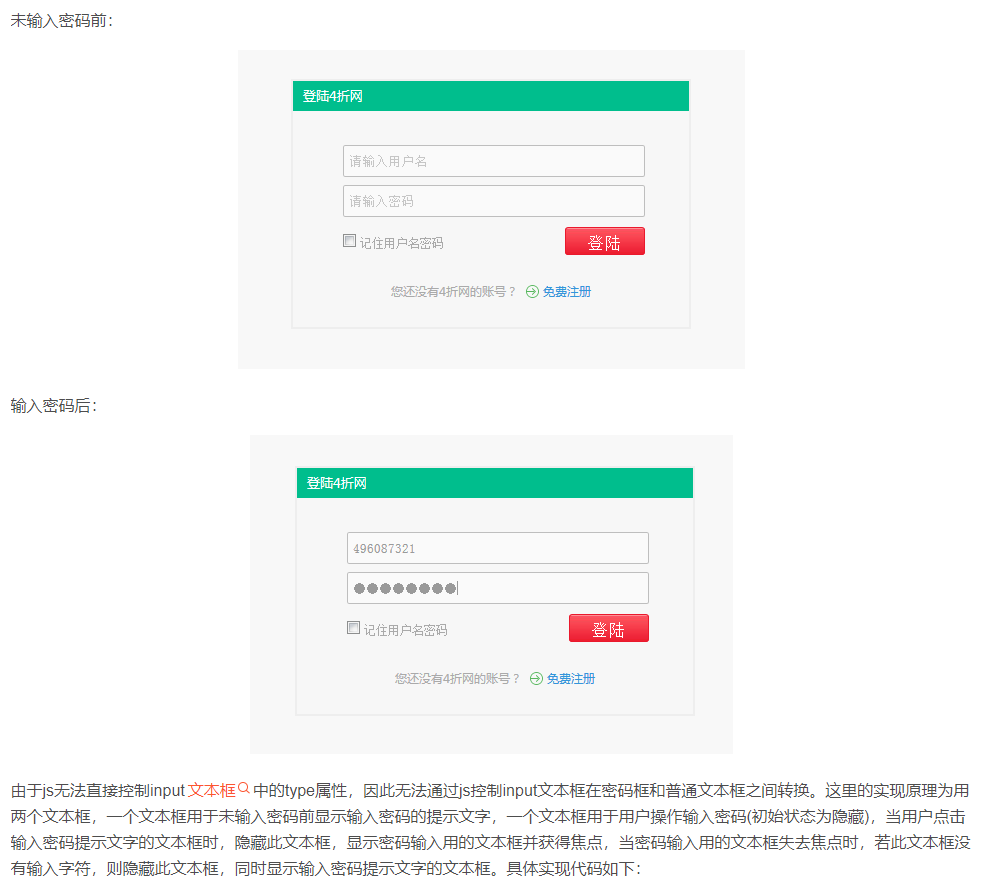 未输入密码前：
登陆4折网
请输入用户名
请输入密码
记住用户名密码 登陆
您还没有4折网的账号？ 免费注册
输入密码后：
登陆4折网
496087321
●●●●●●●●
记住用户名密码 登陆
您还没有4折网的账号？ 免费注册
由于js无法直接控制input文本框中的type属性，因此无法通过js控制input文本框在密码框和普通文本框之间转换。这里的实现原理为用
两个文本框，一个文本框用于未输入密码前显示输入密码的提示文字，一个文本框用于用户操作输入密码(初始状态为隐藏)，当用户点击
输入密码提示文字的文本框时，隐藏此文本框，显示密码输入用的文本框并获得焦点，当密码输入用的文本框失去焦点时，若此文本框没
有输入字符，则隐藏此文本框，同时显示输入密码提示文字的文本框。具体实现代码如下：